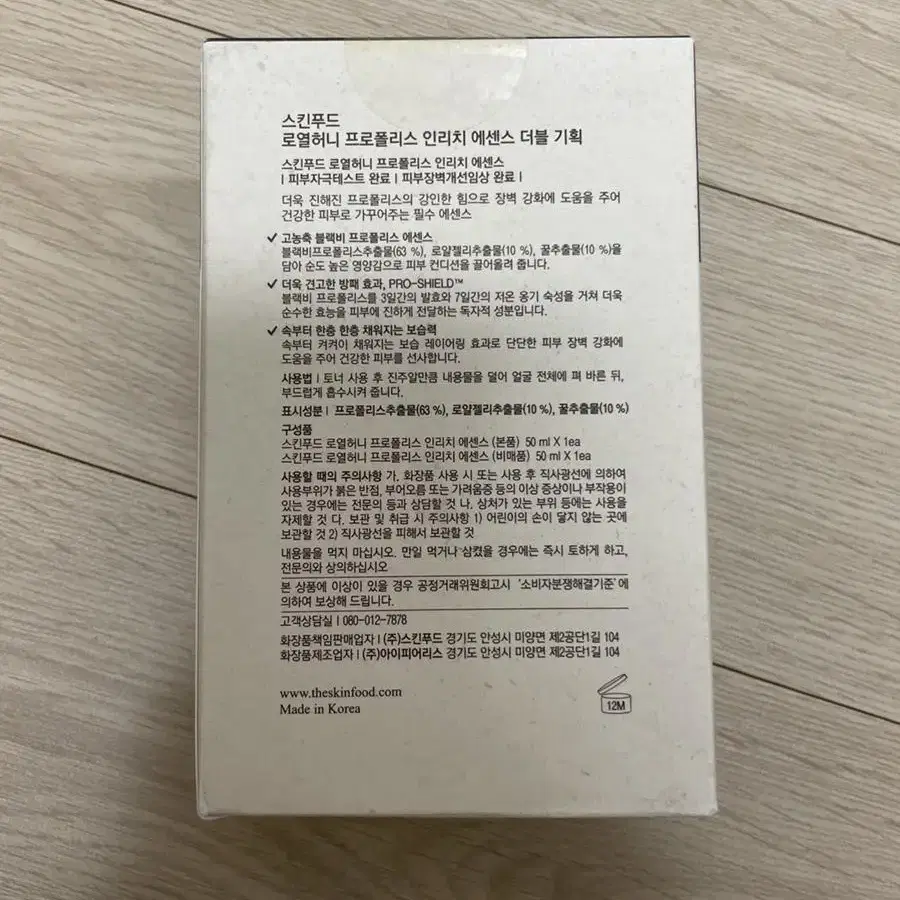 스킨푸드
로열허니 프로폴리스 인리치 에센스 더블 기획
스킨푸드 로열허니 프로폴리스 인리치 에센스
| 피부자극테스트 완료 | 피부장벽개선임상 완료 |
더욱 진해진 프로폴리스의 강인한 힘으로 장벽 강화에 도움을 주어
건강한 피부로 가꾸어주는 필수 에센스
✓ 고농축 블랙비 프로폴리스 에센스
블랙비프로폴리스추출물(63 %), 로얄젤리추출물(10 %), 꿀추출물(10 %)을
담아 순도 높은 영양감으로 피부 컨디션을 끌어올려 줍니다.
✓ 더욱 견고한 방패 효과, PRO-SHIELD™
블랙비 프로폴리스를 3일간의 발효와 7일간의 저온 옹기 숙성을 거쳐 더욱
순수한 효능을 피부에 진하게 전달하는 독자적 성분입니다.
✓ 속부터 한층 한층 채워지는 보습력
속부터 켜켜이 채워지는 보습 레이어링 효과로 단단한 피부 장벽 강화에
도움을 주어 건강한 피부를 선사합니다.
사용법 | 토너 사용 후 진주알만큼 내용물을 덜어 얼굴 전체에 펴 바른 뒤,
부드럽게 흡수시켜 줍니다.
표시성분 | 프로폴리스추출물(63 %), 로얄젤리추출물(10 %), 꿀추출물(10 %)
구성품
스킨푸드 로열허니 프로폴리스 인리치 에센스 (본품) 50 ml X 1ea
스킨푸드 로열허니 프로폴리스 인리치 에센스 (비매품) 50 ml X 1ea
사용할 때의 주의사항 가. 화장품 사용 시 또는 사용 후 직사광선에 의하여
사용부위가 붉은 반점, 부어오름 또는 가려움증 등의 이상 증상이나 부작용이
있는 경우에는 전문의 등과 상담할 것 나. 상처가 있는 부위 등에는 사용을
자제할 것 다. 보관 및 취급 시 주의사항 1) 어린이의 손이 닿지 않는 곳에
보관할 것 2) 직사광선을 피해서 보관할 것
내용물을 먹지 마십시오. 만일 먹거나 삼켰을 경우에는 즉시 토하게 하고,
전문의와 상의하십시오
본 상품에 이상이 있을 경우 공정거래위원회고시 '소비자분쟁해결기준'에
의하여 보상해 드립니다.
고객상담실 | 080-012-7878
화장품책임판매업자 | (주)스킨푸드 경기도 안성시 미양면 제2공단1길 104
화장품제조업자 | (주)아이피어리스 경기도 안성시 미양면 제2공단1길 104
www.theskinfood.com
Made in Korea
12M